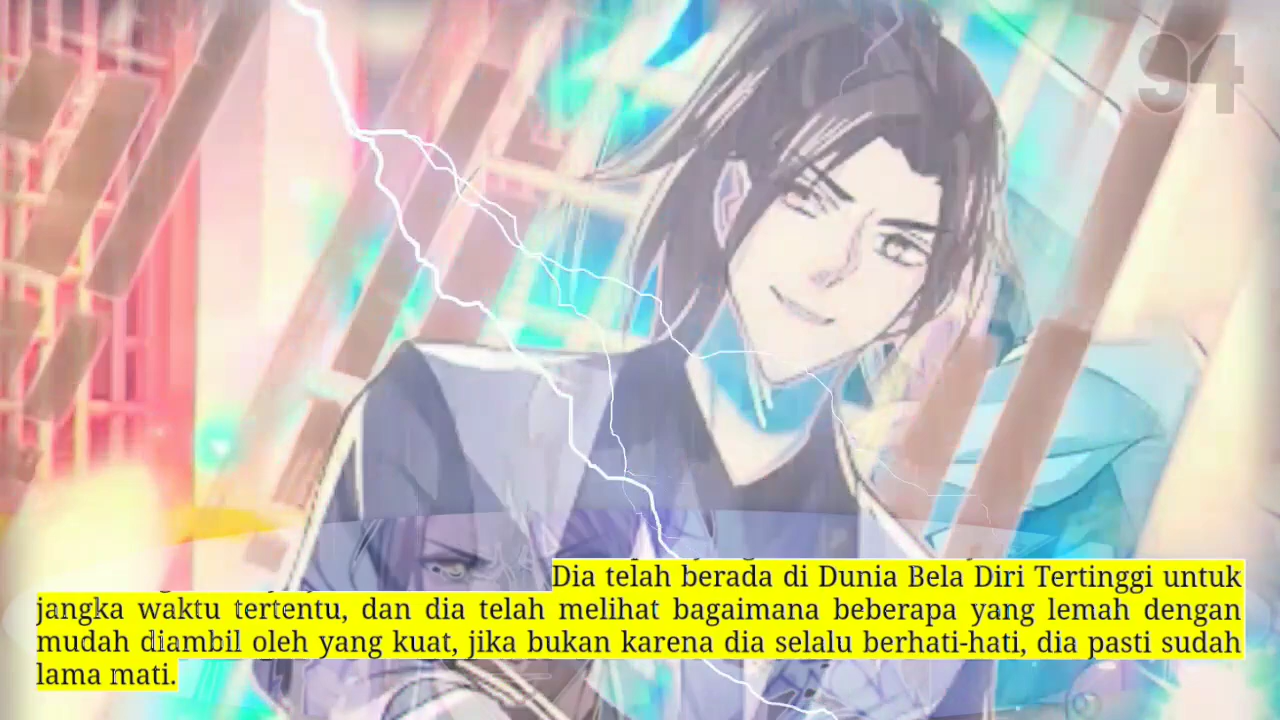 94
Dia telah berada di Dunia Bela Diri Tertinggi untuk
jangka waktu tertentu, dan dia telah melihat bagaimana beberapa yang lemah dengan
mudah diambil oleh yang kuat, jika bukan karena dia selalu berhati-hati, dia pasti sudah
lama mati.